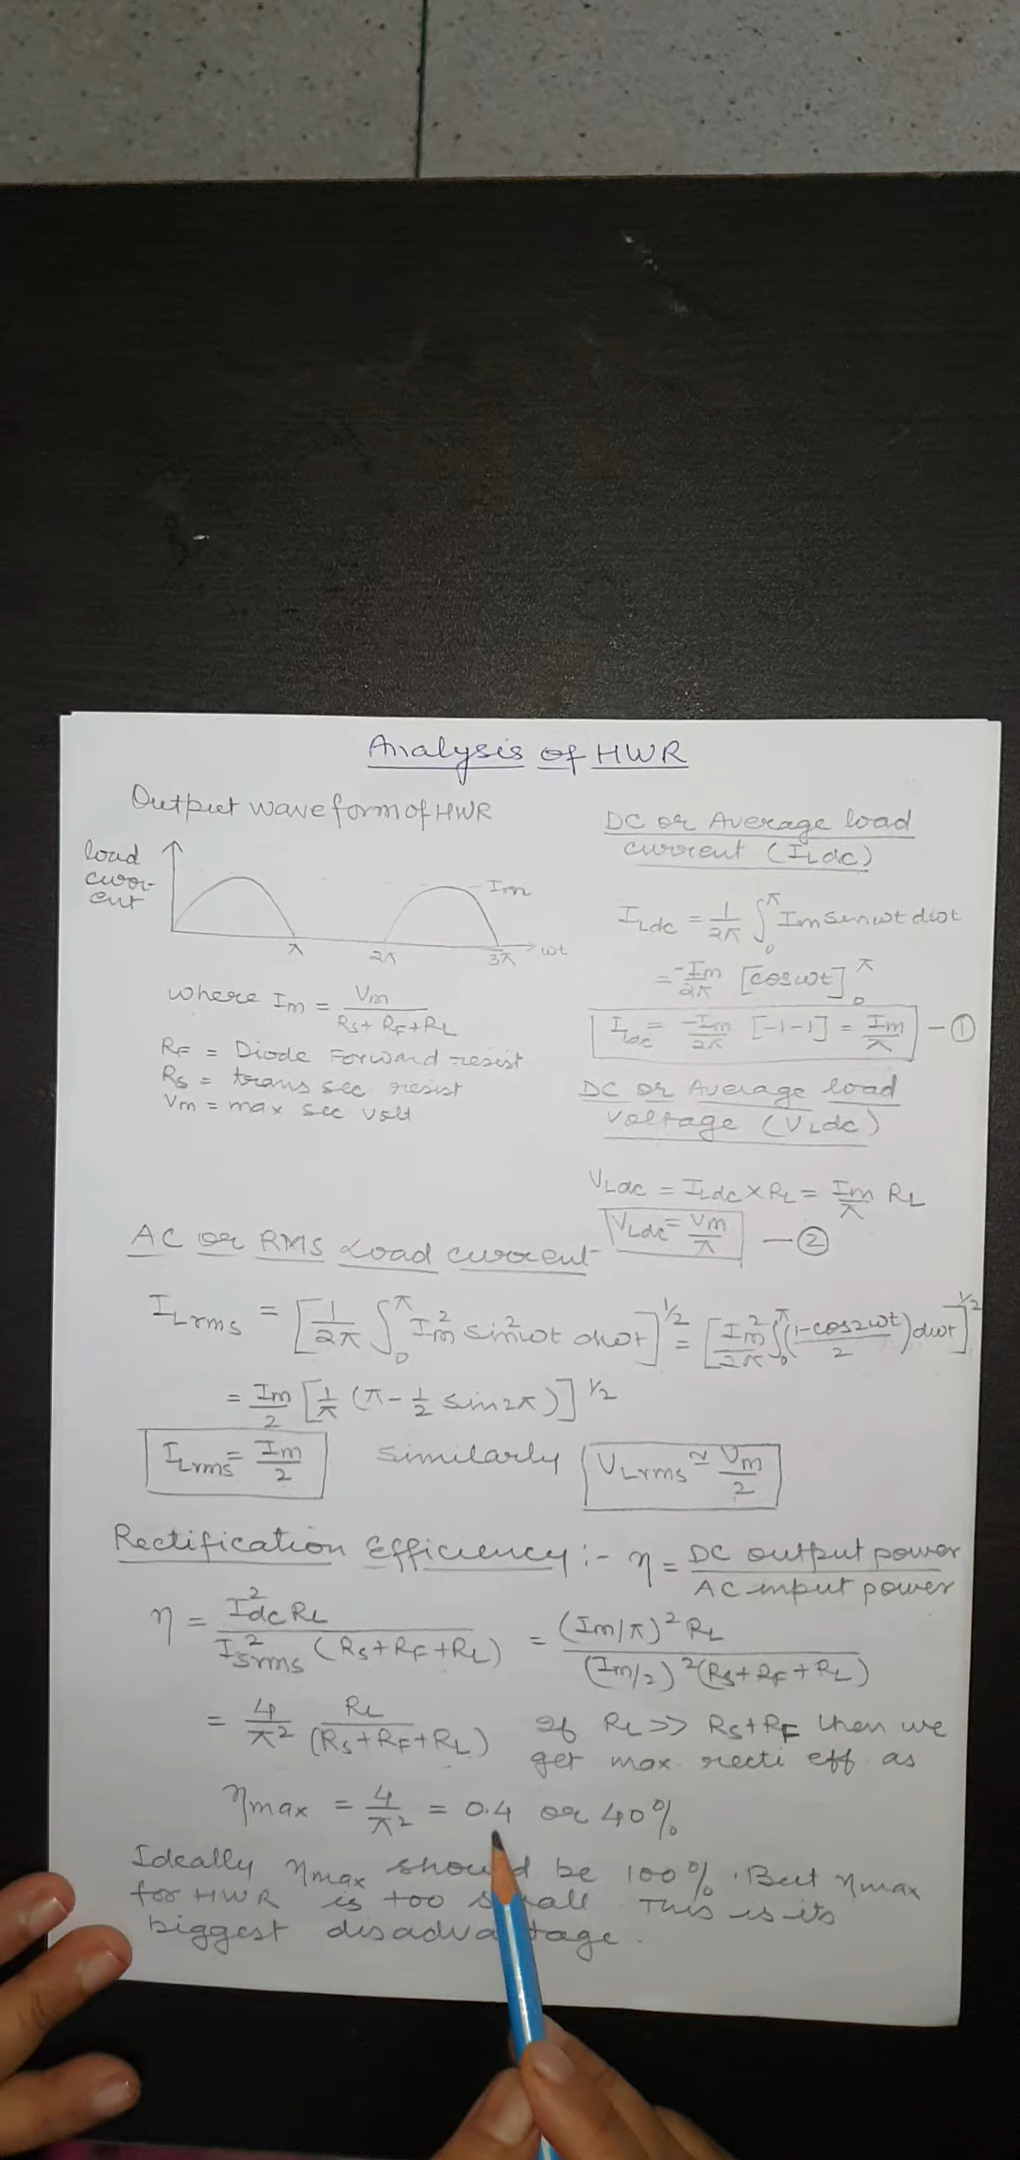 Analysis of HWR
Output waveform of HWR
load
curr-
ent
Im
π 2π 3π ωt
where Im = Vm / (Rs + RF + RL)
RF = Diode Forward resist
Rs = trans sec resist
Vm = max sec volt
DC or Average load
current (ILdc)
ILdc = 1/2π ∫₀^π Im sinωt dωt
= -Im/2π [cosωt]₀^π
ILdc = -Im/2π [-1-1] = Im/π — ①
DC or Average load
voltage (VLdc)
VLdc = ILdc × RL = Im/π RL
VLdc = Vm/π — ②
AC or RMS Load current
ILrms = [1/2π ∫₀^π Im² sin²ωt dωt]^1/2 = [Im²/2π ∫₀^π (1-cos2ωt / 2) dωt]^1/2
= Im/2 [1/π (π - 1/2 sin2π)]^1/2
ILrms = Im/2 similarly VLrms ≃ Vm/2
Rectification Efficiency :- η = DC output power / AC input power
η = I²dc RL / I²srms (Rs + RF + RL) = (Im/π)² RL / (Im/2)² (Rs + RF + RL)
= 4/π² RL / (Rs + RF + RL) If RL >> Rs + RF then we
get max. recti eff as
ηmax = 4/π² = 0.4 or 40%
Ideally ηmax should be 100%. But ηmax
for HWR is too small. This is its
biggest disadvantage.